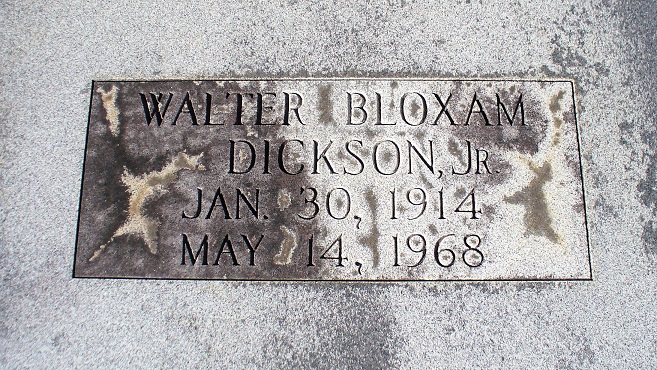 WALTER BLOXAM
DICKSON, JR.
JAN. 30, 1914
MAY 14, 1968